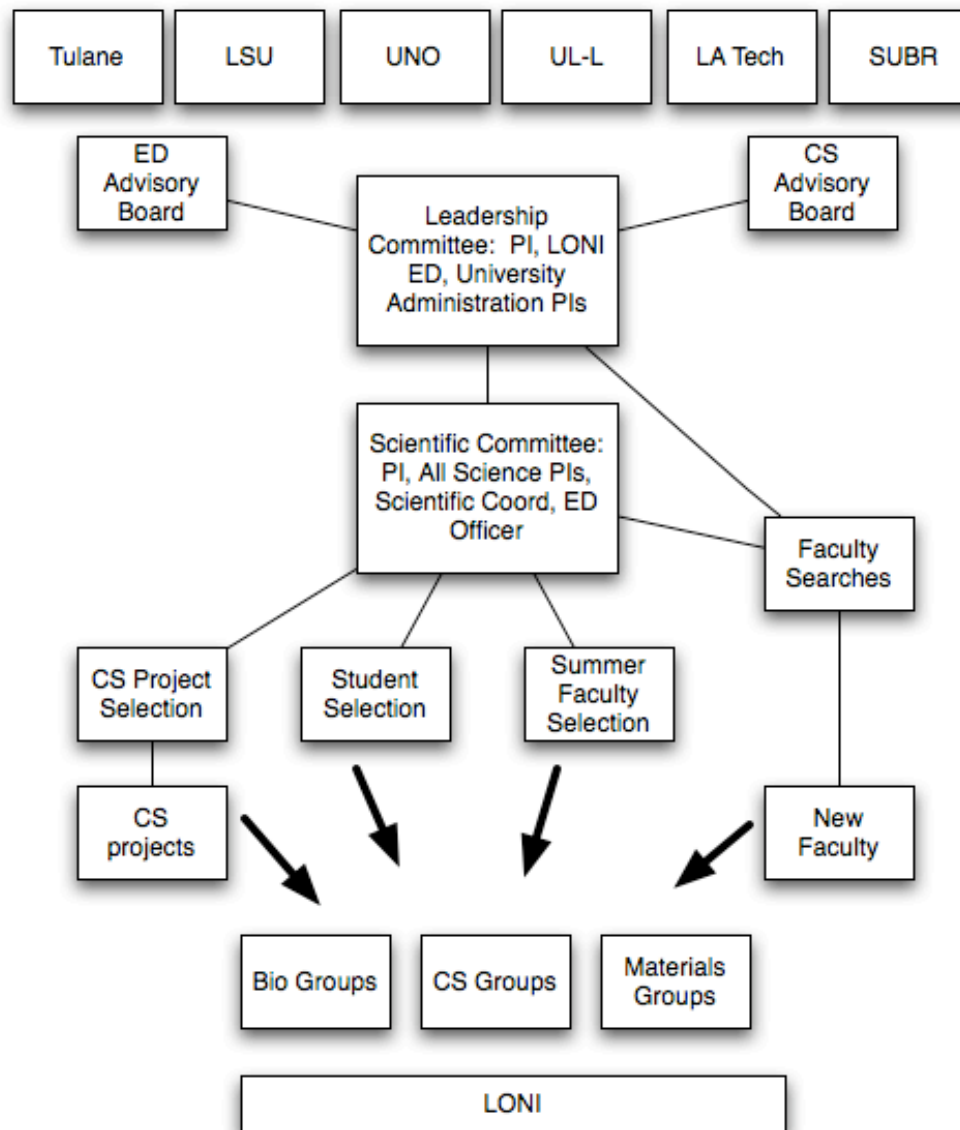 Tulane
LSU
UNO
UL-L
LA Tech
SUBR
ED
Advisory
Board
CS
Advisory
Board
Leadership
Committee: PI, LONI
ED, University
Administration PIs
Scientific Committee:
PI, All Science PIs,
Scientific Coord, ED
Officer
Faculty
Searches
CS Project
Selection
Student
Selection
Summer
Faculty
Selection
CS
projects
New
Faculty
Bio Groups
CS Groups
Materials
Groups
LONI